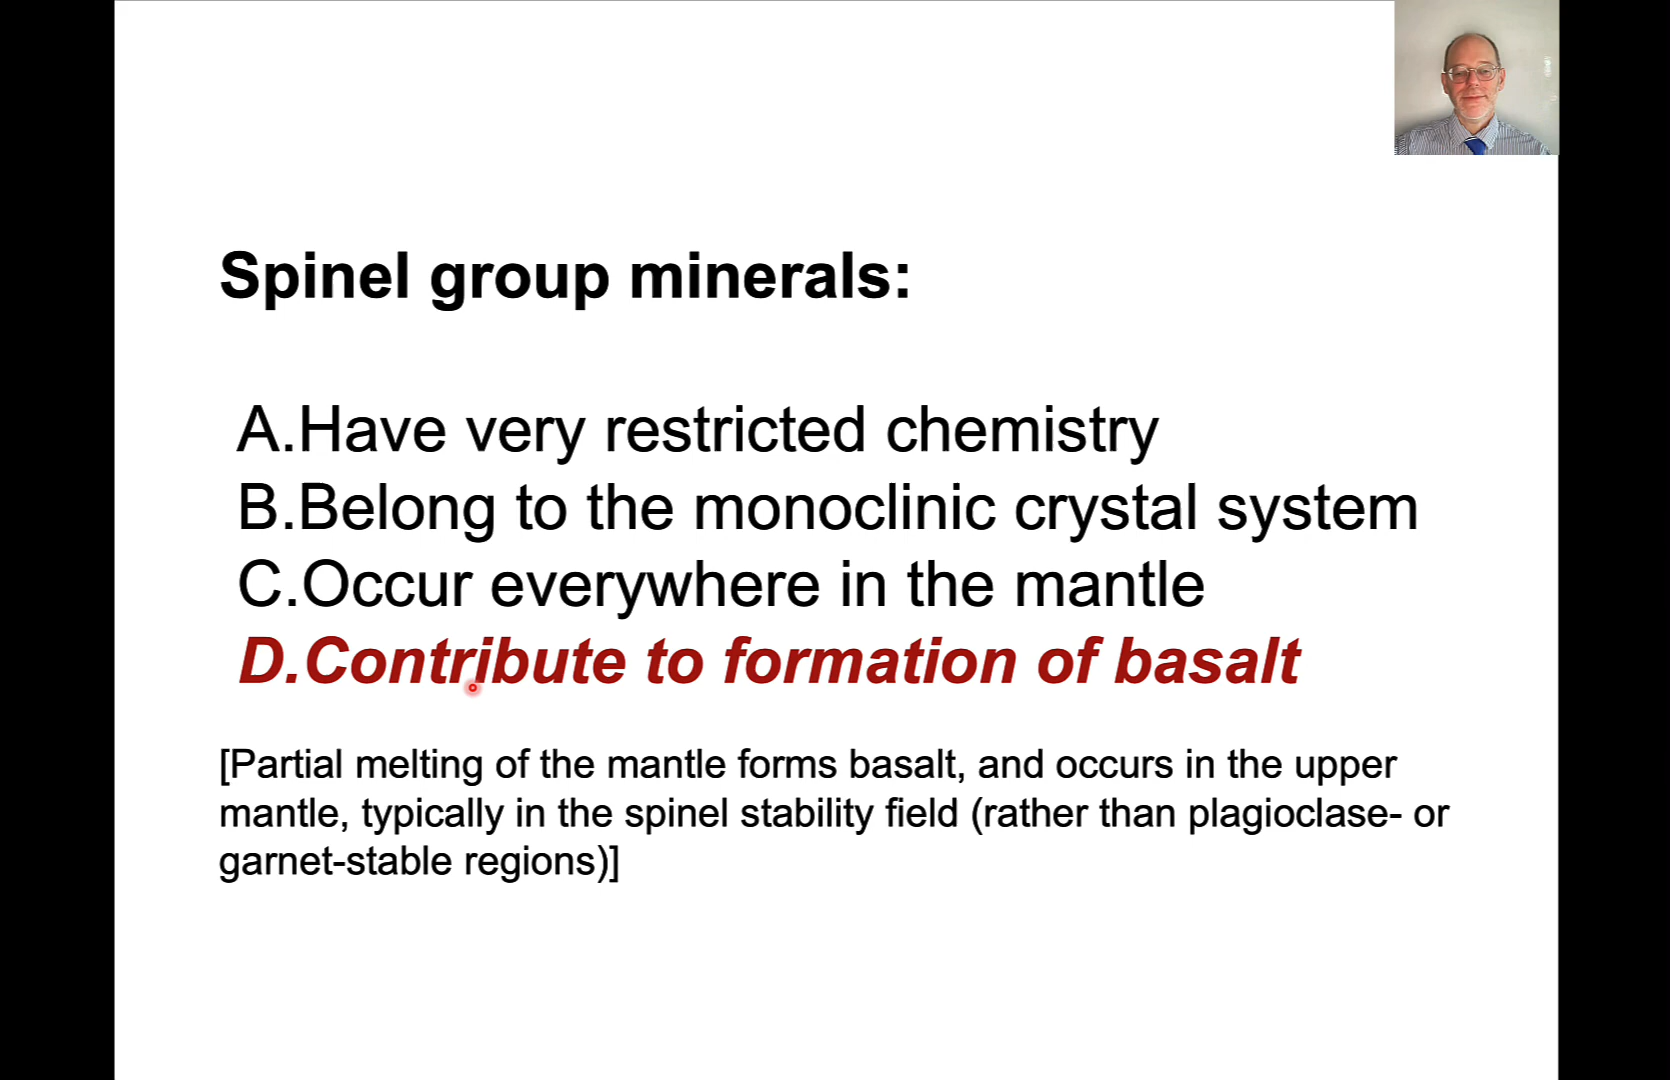 Spinel group minerals:
A.Have very restricted chemistry
B.Belong to the monoclinic crystal system
C.Occur everywhere in the mantle
D.Contribute to formation of basalt
[Partial melting of the mantle forms basalt, and occurs in the upper
mantle, typically in the spinel stability field (rather than plagioclase- or
garnet-stable regions)]